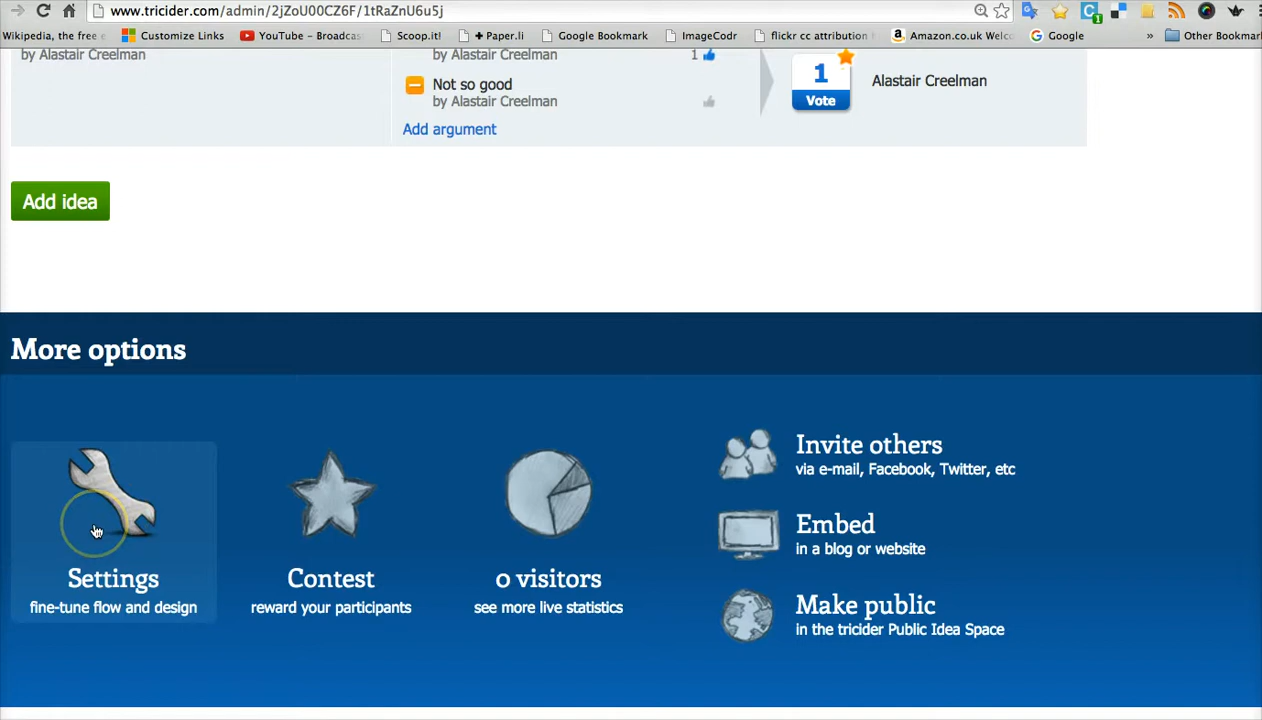 www.tricider.com/admin/2jZoU00CZ6F/1tRaZnU6u5j
Wikipedia, the free e
Customize Links
YouTube – Broadcas
Scoop.it!
+ Paper.li
Google Bookmark
ImageCodr
flickr cc attribution
Amazon.co.uk Welco
Google
»
Other Bookmar
by Alastair Creelman
by Alastair Creelman
1
Not so good
by Alastair Creelman
Add argument
1
Vote
Alastair Creelman
Add idea
More options
Settings
fine-tune flow and design
Contest
reward your participants
0 visitors
see more live statistics
Invite others
via e-mail, Facebook, Twitter, etc
Embed
in a blog or website
Make public
in the tricider Public Idea Space